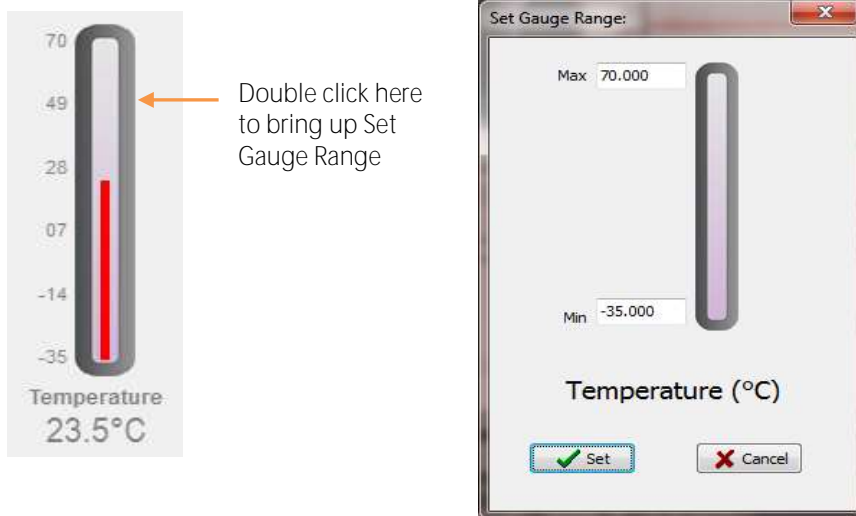 70
49
28
07
-14
-35
Temperature
23.5°C
Double click here
to bring up Set
Gauge Range
Set Gauge Range:
Max 70.000
Min -35.000
Temperature (°C)
Set
Cancel